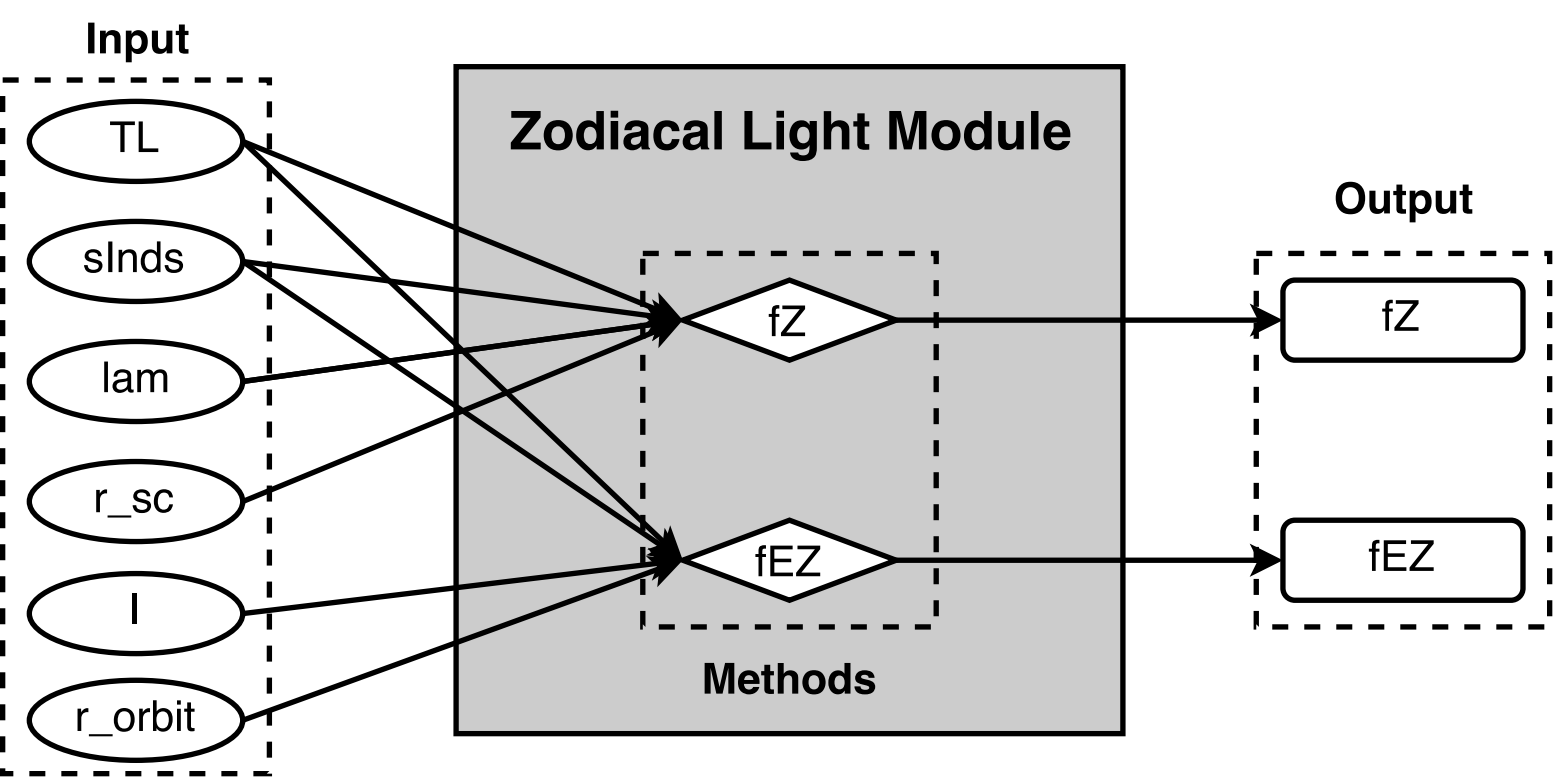 Input
TL
sInds
lam
r_sc
I
r_orbit
Zodiacal Light Module
fZ
fEZ
Methods
Output
fZ
fEZ